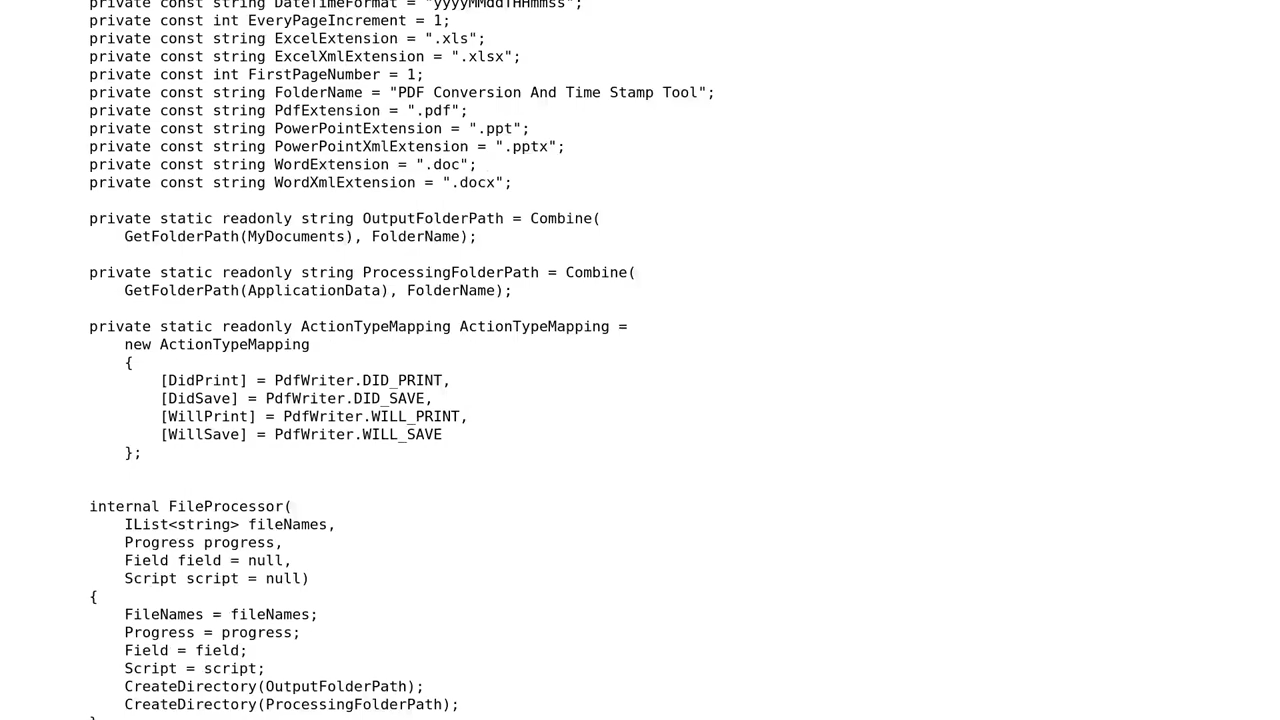 private const string DateTimeFormat = "yyyyMMddTHHmmss";
private const int EveryPageIncrement = 1;
private const string ExcelExtension = ".xls";
private const string ExcelXmlExtension = ".xlsx";
private const int FirstPageNumber = 1;
private const string FolderName = "PDF Conversion And Time Stamp Tool";
private const string PdfExtension = ".pdf";
private const string PowerPointExtension = ".ppt";
private const string PowerPointXmlExtension = ".pptx";
private const string WordExtension = ".doc";
private const string WordXmlExtension = ".docx";
private static readonly string OutputFolderPath = Combine(
GetFolderPath(MyDocuments), FolderName);
private static readonly string ProcessingFolderPath = Combine(
GetFolderPath(ApplicationData), FolderName);
private static readonly ActionTypeMapping ActionTypeMapping =
new ActionTypeMapping
{
[DidPrint] = PdfWriter.DID_PRINT,
[DidSave] = PdfWriter.DID_SAVE,
[WillPrint] = PdfWriter.WILL_PRINT,
[WillSave] = PdfWriter.WILL_SAVE
};
internal FileProcessor(
IList<string> fileNames,
Progress progress,
Field field = null,
Script script = null)
{
FileNames = fileNames;
Progress = progress;
Field = field;
Script = script;
CreateDirectory(OutputFolderPath);
CreateDirectory(ProcessingFolderPath);
}